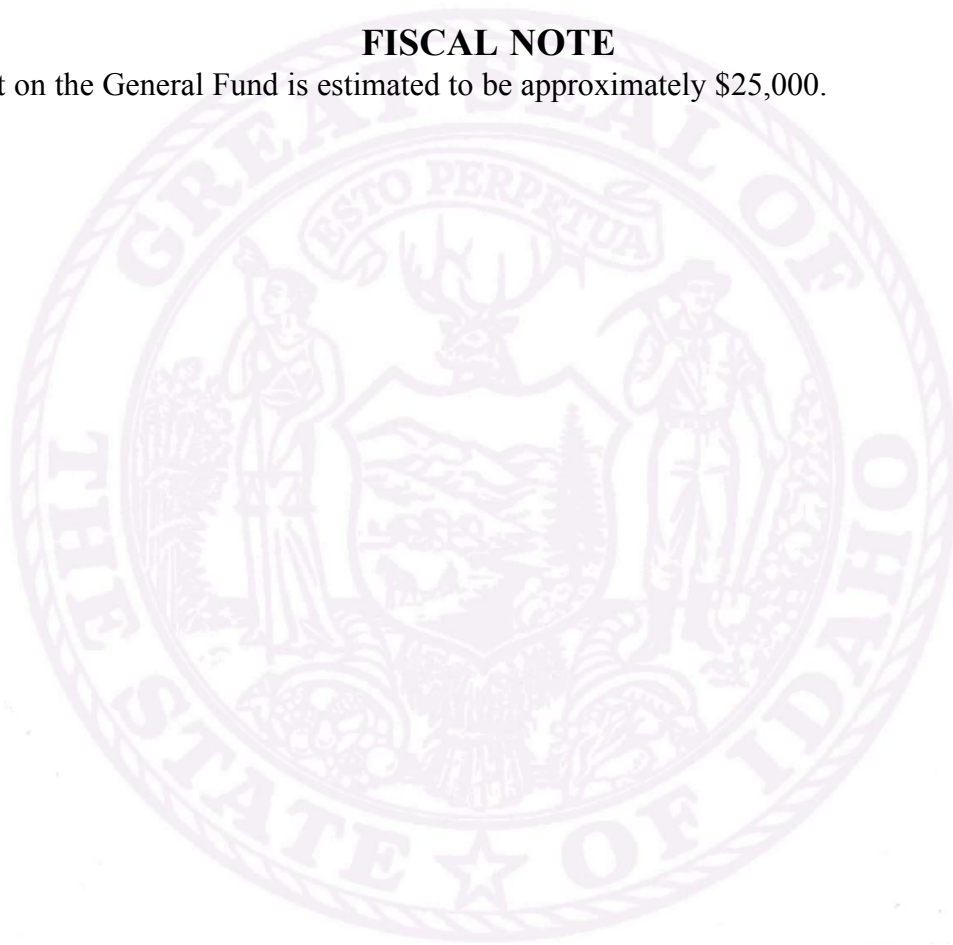 FISCAL NOTE
t on the General Fund is estimated to be approximately $25,000.
GREAT SEAL OF
ESTO PERPETUA
THE STATE OF IDAHO